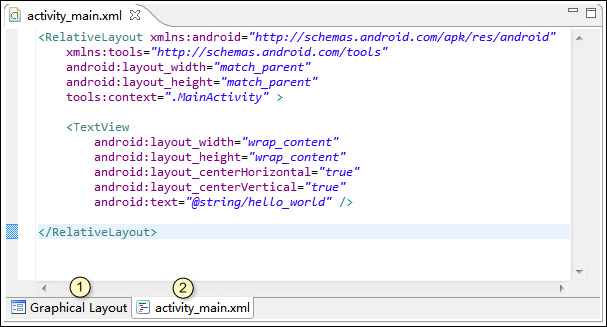 activity_main.xml
<RelativeLayout xmlns:android="http://schemas.android.com/apk/res/android"
    xmlns:tools="http://schemas.android.com/tools"
    android:layout_width="match_parent"
    android:layout_height="match_parent"
    tools:context=".MainActivity" >

    <TextView
        android:layout_width="wrap_content"
        android:layout_height="wrap_content"
        android:layout_centerHorizontal="true"
        android:layout_centerVertical="true"
        android:text="@string/hello_world" />

</RelativeLayout>
1 2
Graphical Layout activity_main.xml